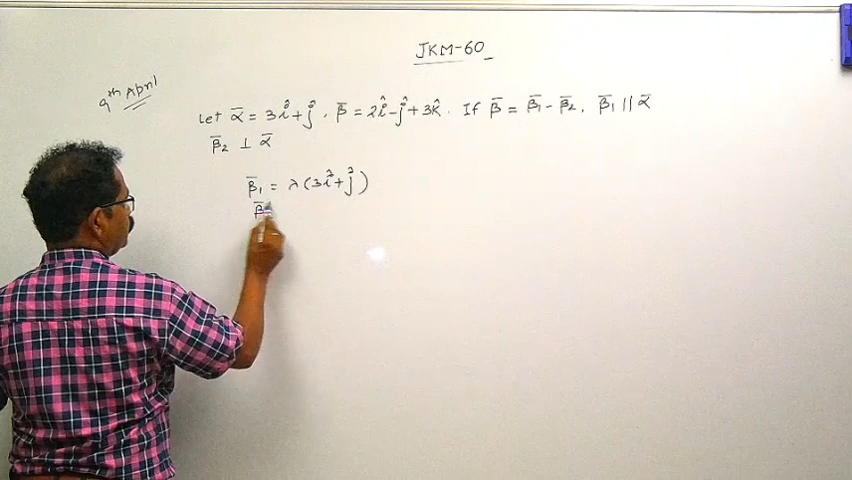 JKM-60
9th April
Let ᾱ = 3î + ĵ , β̄ = 2î - ĵ + 3k̂ . If β̄ = β̄₁ - β̄₂ , β̄₁ || ᾱ
β̄₂ ⊥ ᾱ
β̄₁ = λ(3î + ĵ)
β̄